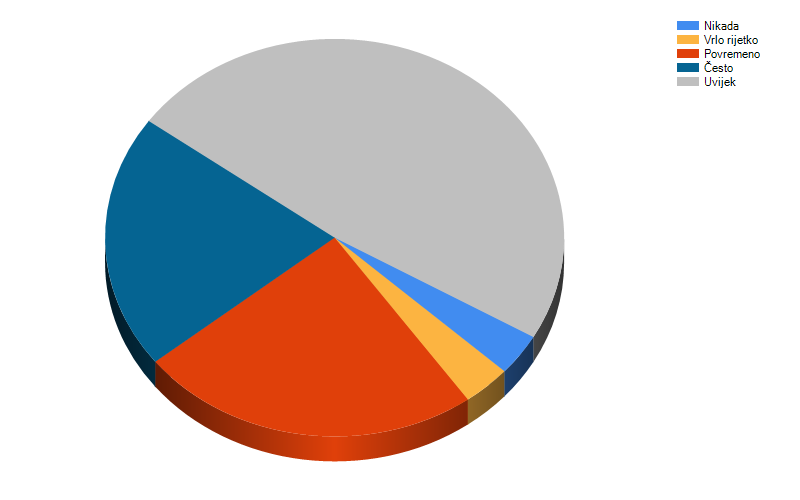 Nikada
Vrlo rijetko
Povremeno
Često
Uvijek